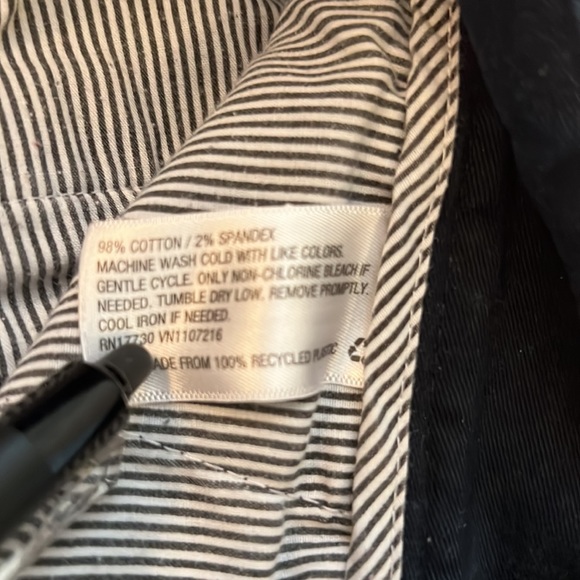 98% COTTON / 2% SPANDEX
MACHINE WASH COLD WITH LIKE COLORS.
GENTLE CYCLE. ONLY NON-CHLORINE BLEACH IF
NEEDED. TUMBLE DRY LOW. REMOVE PROMPTLY.
COOL IRON IF NEEDED.
RN17730 VN1107216
MADE FROM 100% RECYCLED PLASTIC